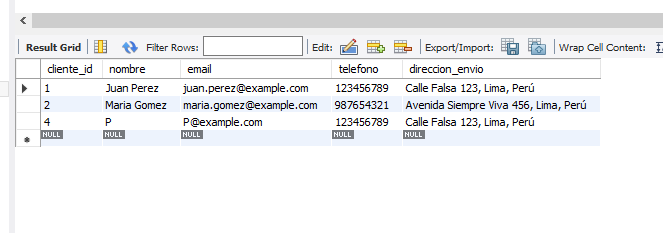 Result Grid Filter Rows: Edit: Export/Import: Wrap Cell Content:
cliente_id nombre email telefono direccion_envio
1 Juan Perez juan.perez@example.com 123456789 Calle Falsa 123, Lima, Perú
2 Maria Gomez maria.gomez@example.com 987654321 Avenida Siempre Viva 456, Lima, Perú
4 P P@example.com 123456789 Calle Falsa 123, Lima, Perú
NULL NULL NULL NULL NULL